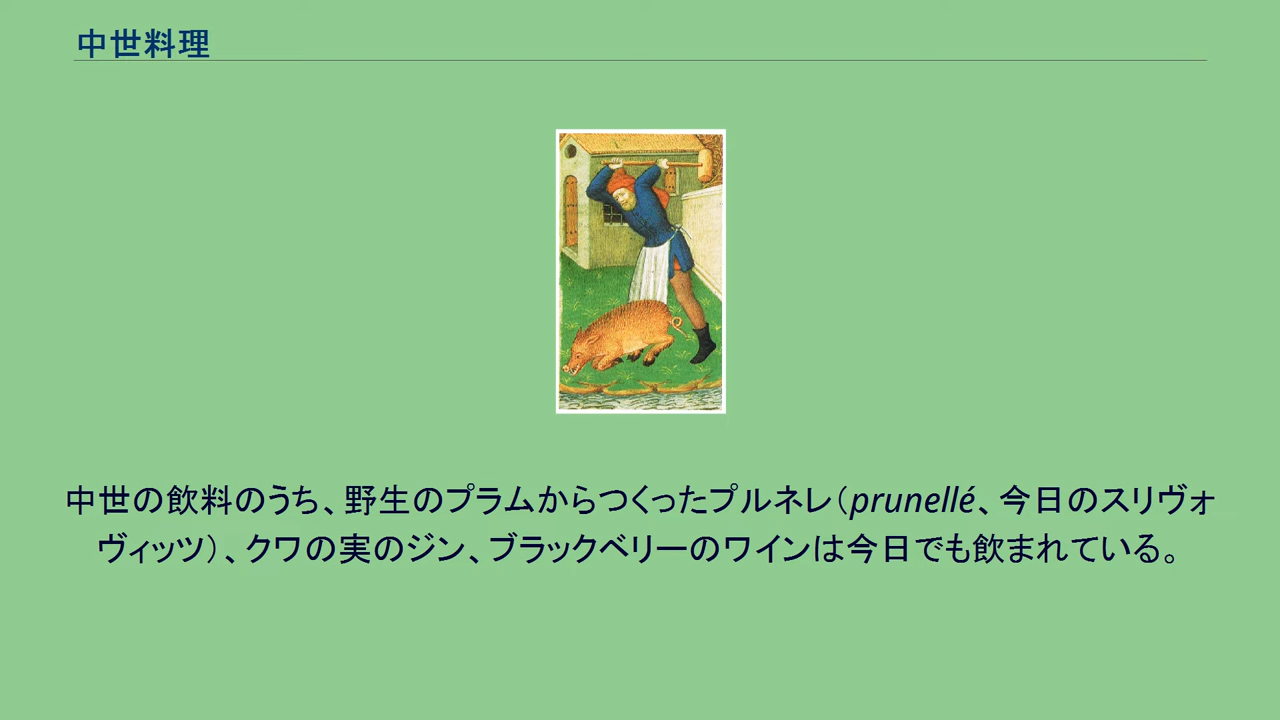 中世料理
中世の飲料のうち、野生のプラムからつくったプルネレ（prunellé、今日のスリヴォ
ヴィッツ）、クワの実のジン、ブラックベリーのワインは今日でも飲まれている。